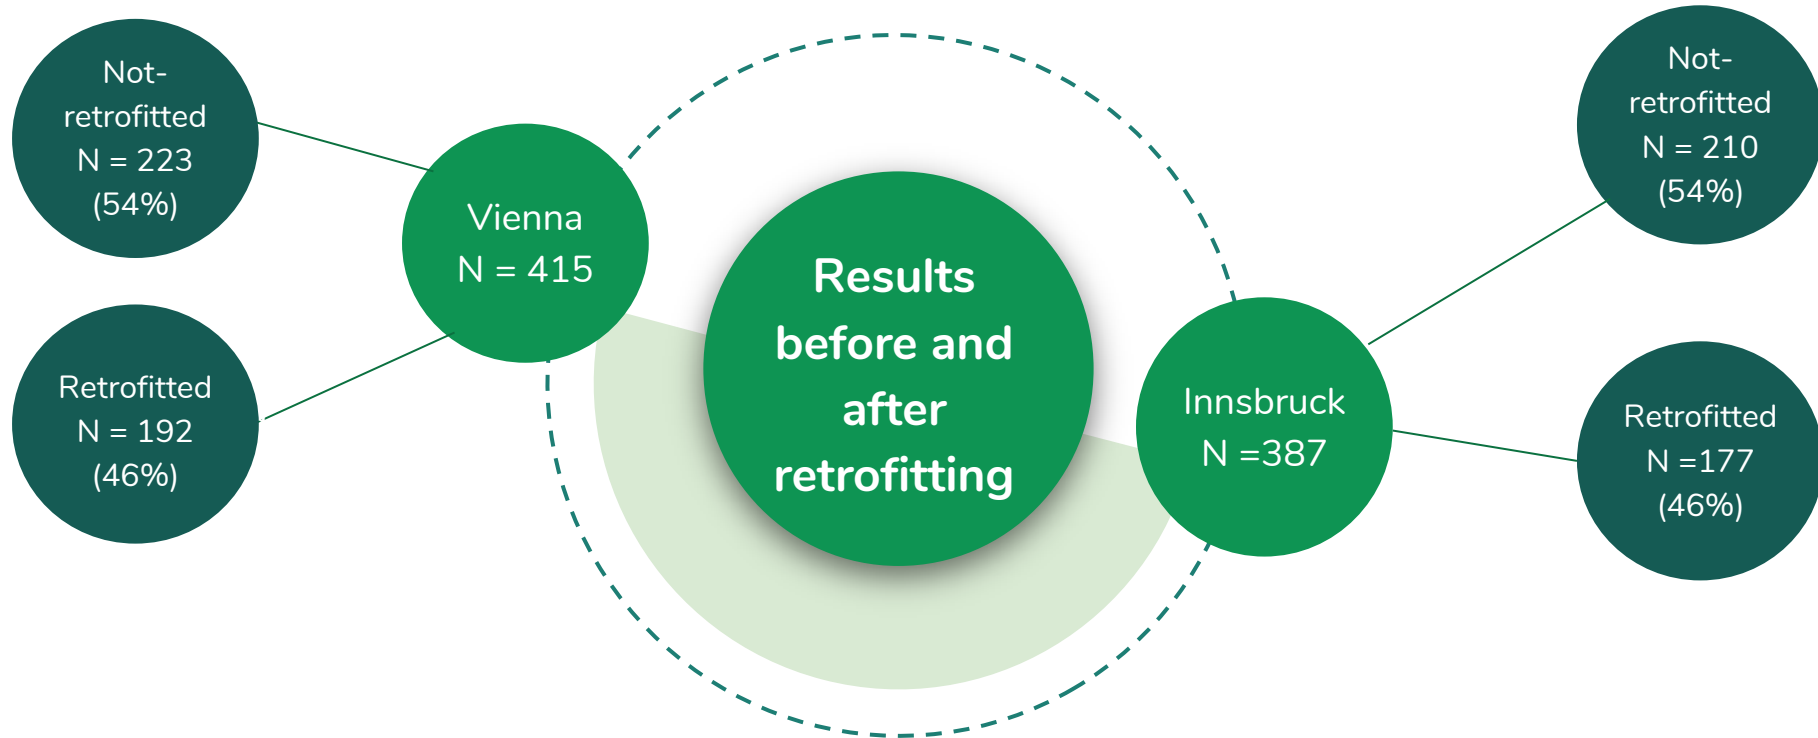 Not-
retrofitted
N = 223
(54%)
Retrofitted
N = 192
(46%)
Vienna
N = 415
Results
before and
after
retrofitting
Innsbruck
N =387
Not-
retrofitted
N = 210
(54%)
Retrofitted
N =177
(46%)